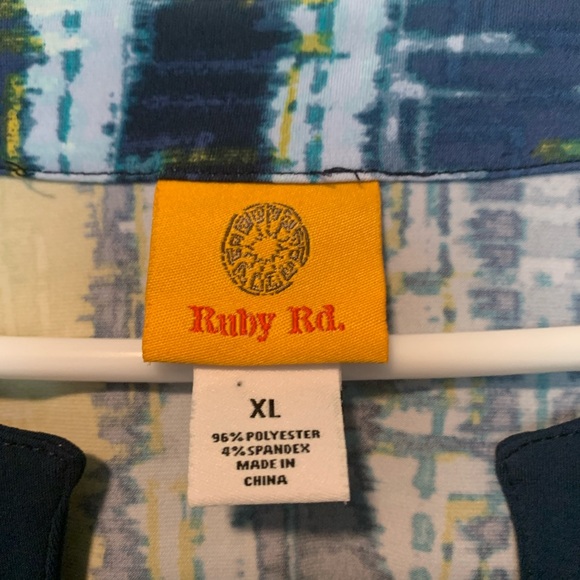 Ruby Rd.
XL
96% POLYESTER
4% SPANDEX
MADE IN
CHINA